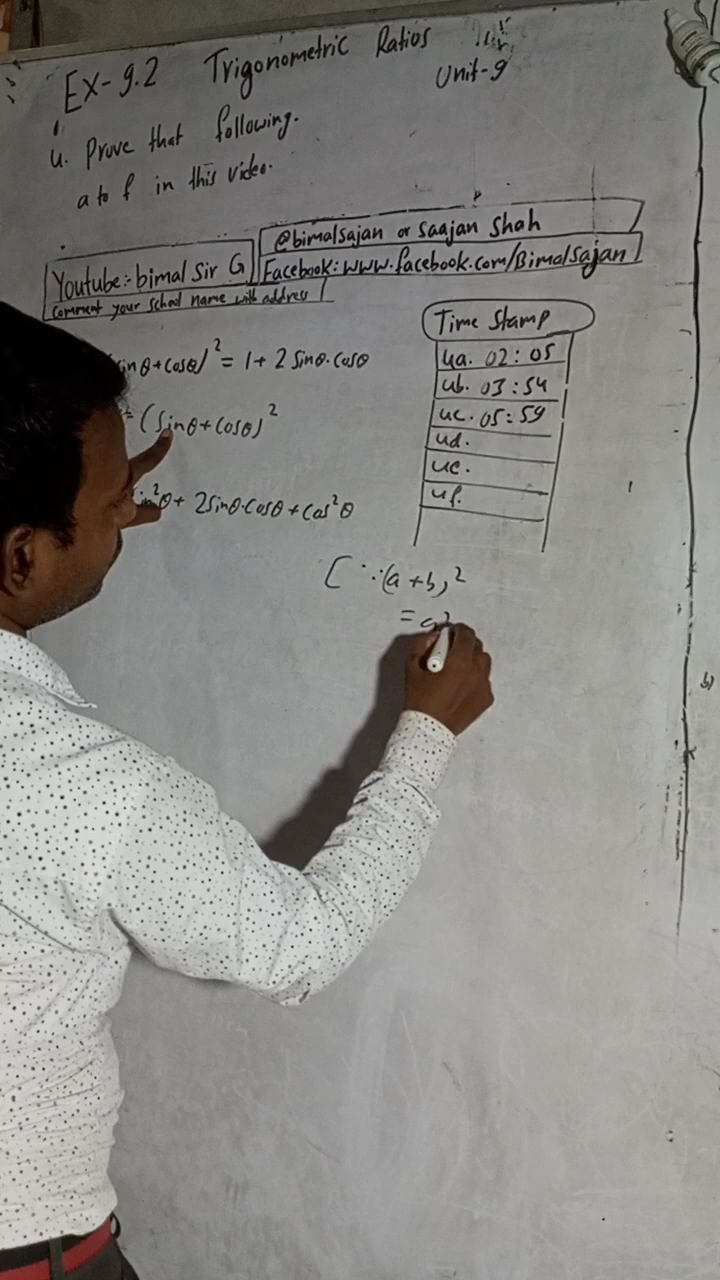 Ex-9.2 Trigonometric Ratios
Unit-9
4. Prove that following.
a to f in this video.
@bimalsajan or Saajan Shah
Youtube:- bimal Sir G
Facebook: www.facebook.com/Bimalsajan
Comment your school name with address
Time Stamp
4a. 02:05
4b. 03:54
4c. 05:59
4d.
4e.
4f.
sinθ+cosθ)² = 1+2 Sinθ.cosθ
= (Sinθ+cosθ)²
in²θ + 2Sinθ.Cosθ + Cos²θ
[∵(a+b)²
= a²
b)